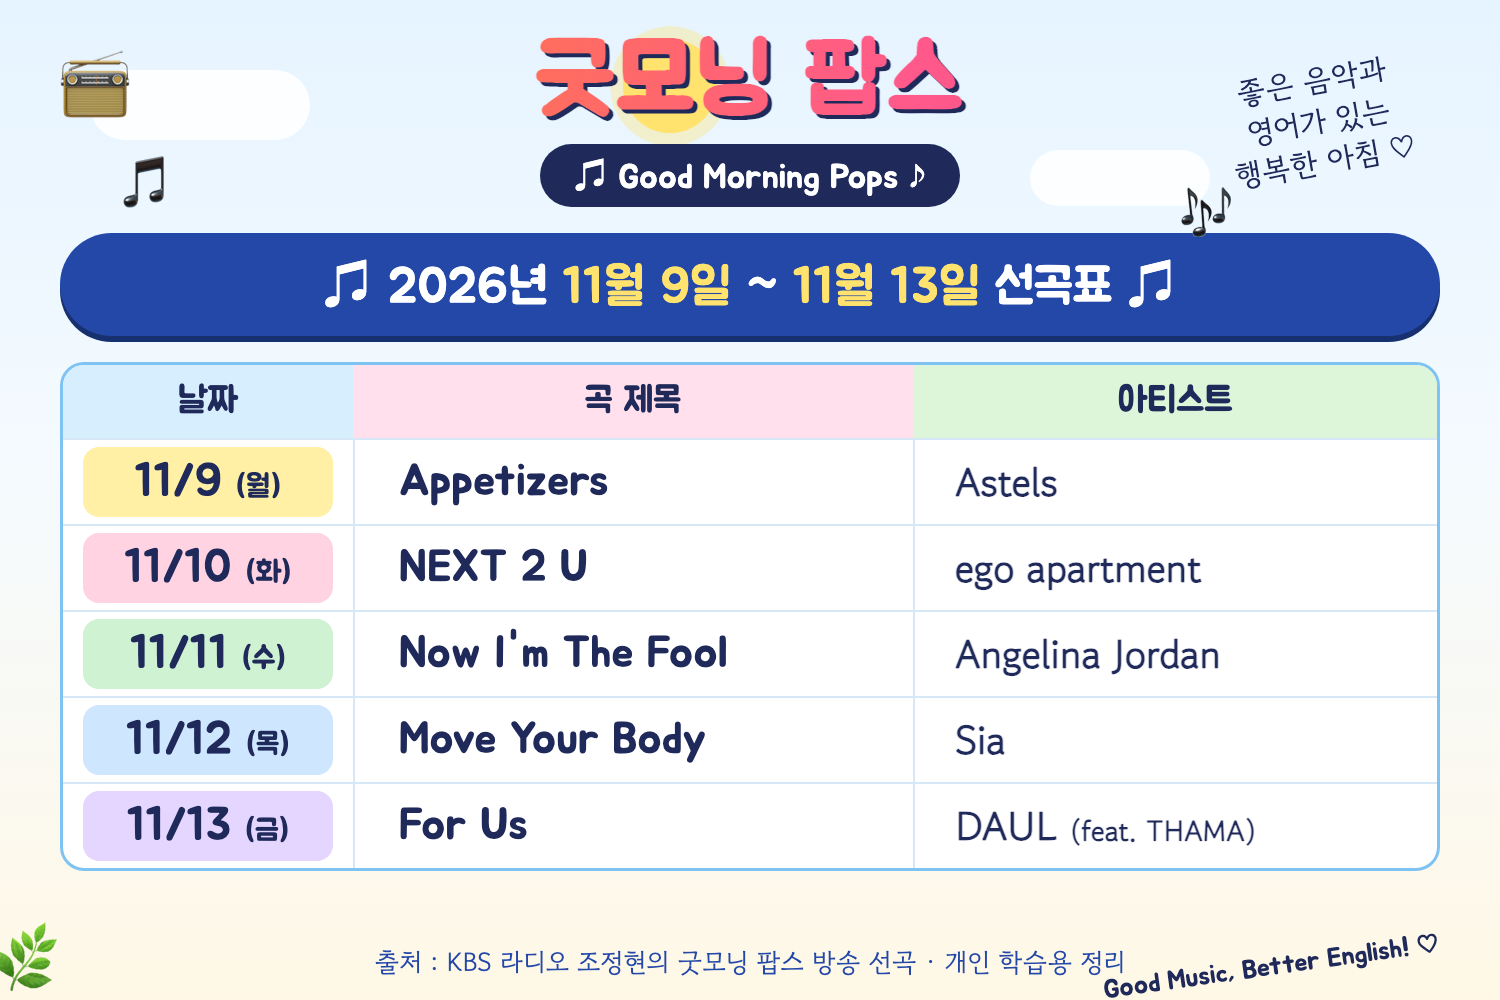 굿모닝 팝스
♫ Good Morning Pops ♪
좋은 음악과
영어가 있는
행복한 아침 ♡
♫ 2026년 11월 9일 ~ 11월 13일 선곡표 ♫
날짜 곡 제목 아티스트
11/9 (월) Appetizers Astels
11/10 (화) NEXT 2 U ego apartment
11/11 (수) Now I'm The Fool Angelina Jordan
11/12 (목) Move Your Body Sia
11/13 (금) For Us DAUL (feat. THAMA)
출처 : KBS 라디오 조정현의 굿모닝 팝스 방송 선곡 · 개인 학습용 정리
Good Music, Better English! ♡